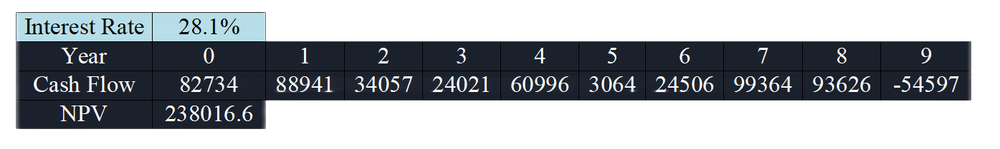 Interest Rate 28.1%
Year 0 1 2 3 4 5 6 7 8 9
Cash Flow 82734 88941 34057 24021 60996 3064 24506 99364 93626 -54597
NPV 238016.6